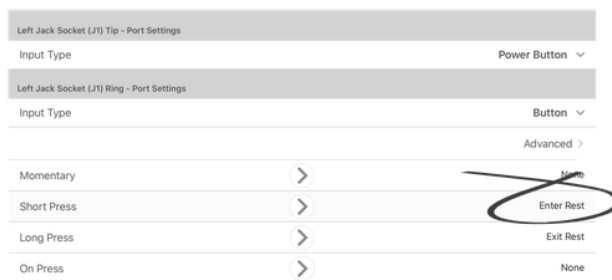 Left Jack Socket (J1) Tip - Port Settings
Input Type Power Button
Left Jack Socket (J1) Ring - Port Settings
Input Type Button
Advanced
Momentary None
Short Press Enter Rest
Long Press Exit Rest
On Press None